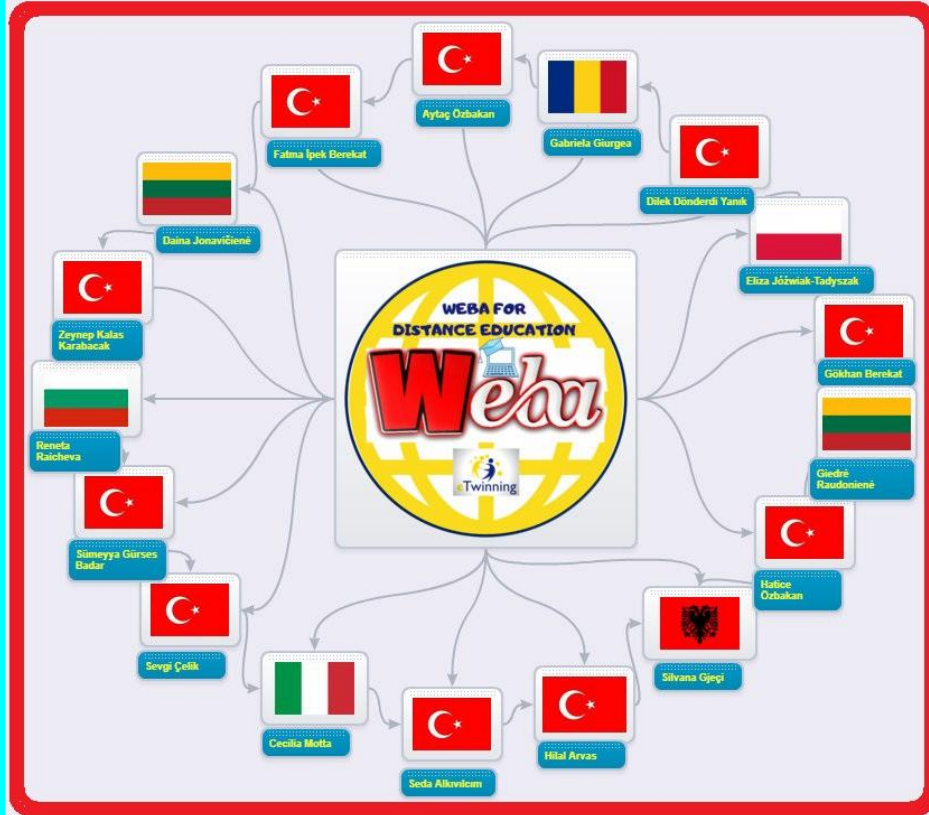 Aytaç Özbakan
Gabriela Giurgea
Fatma İpek Berekat
Dilek Dönderdi Yanık
Daina Jonavičienė
Eliza Jóźwiak-Tadyszak
Zeynep Kalas
Karabacak
WEBA FOR
DISTANCE EDUCATION
Weba
eTwinning
Gökhan Berekat
Reneta
Raicheva
Giedrė
Raudonienė
Sümeyya Gürses
Badar
Hatice
Özbakan
Sevgi Çelik
Silvana Gjeçi
Cecilia Motta
Hilal Arvas
Seda Alkıvılcım